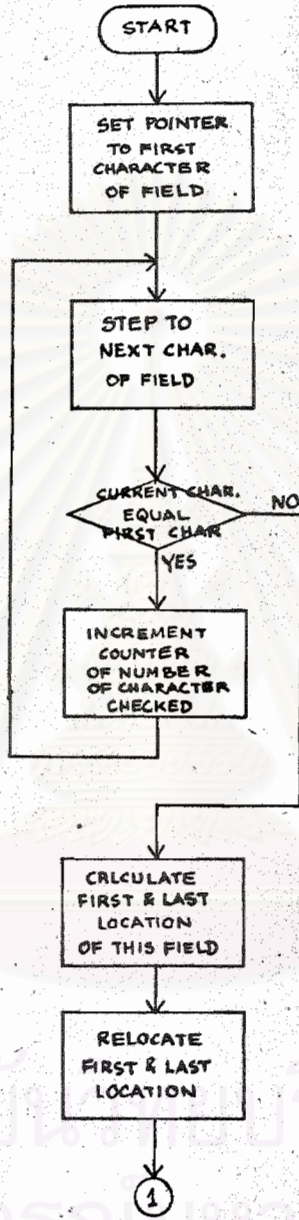 START
SET POINTER
TO FIRST
CHARACTER
OF FIELD
STEP TO
NEXT CHAR.
OF FIELD
CURRENT CHAR.
EQUAL
FIRST CHAR
NO
YES
INCREMENT
COUNTER
OF NUMBER
OF CHARACTER
CHECKED
CALCULATE
FIRST & LAST
LOCATION
OF THIS FIELD
RELOCATE
FIRST & LAST
LOCATION
1